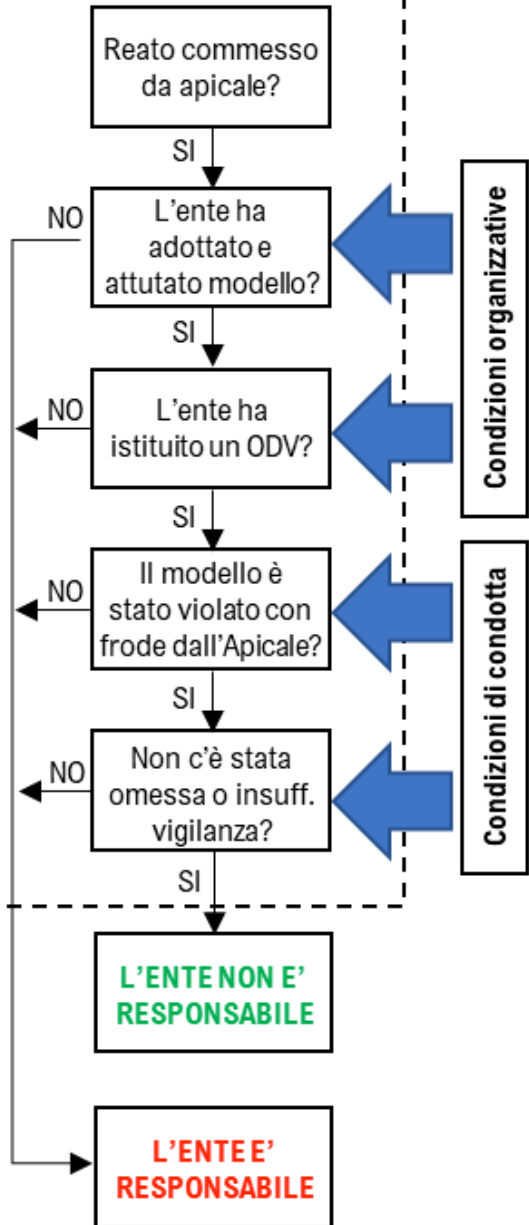 Reato commesso
da apicale?
SI
NO
L'ente ha
adottato e
attutato modello?
SI
NO
L'ente ha
istituito un ODV?
SI
NO
Il modello è
stato violato con
frode dall'Apicale?
SI
NO
Non c'è stata
omessa o insuff.
vigilanza?
SI
L'ENTE NON E'
RESPONSABILE
L'ENTE E'
RESPONSABILE
Condizioni organizzative
Condizioni di condotta